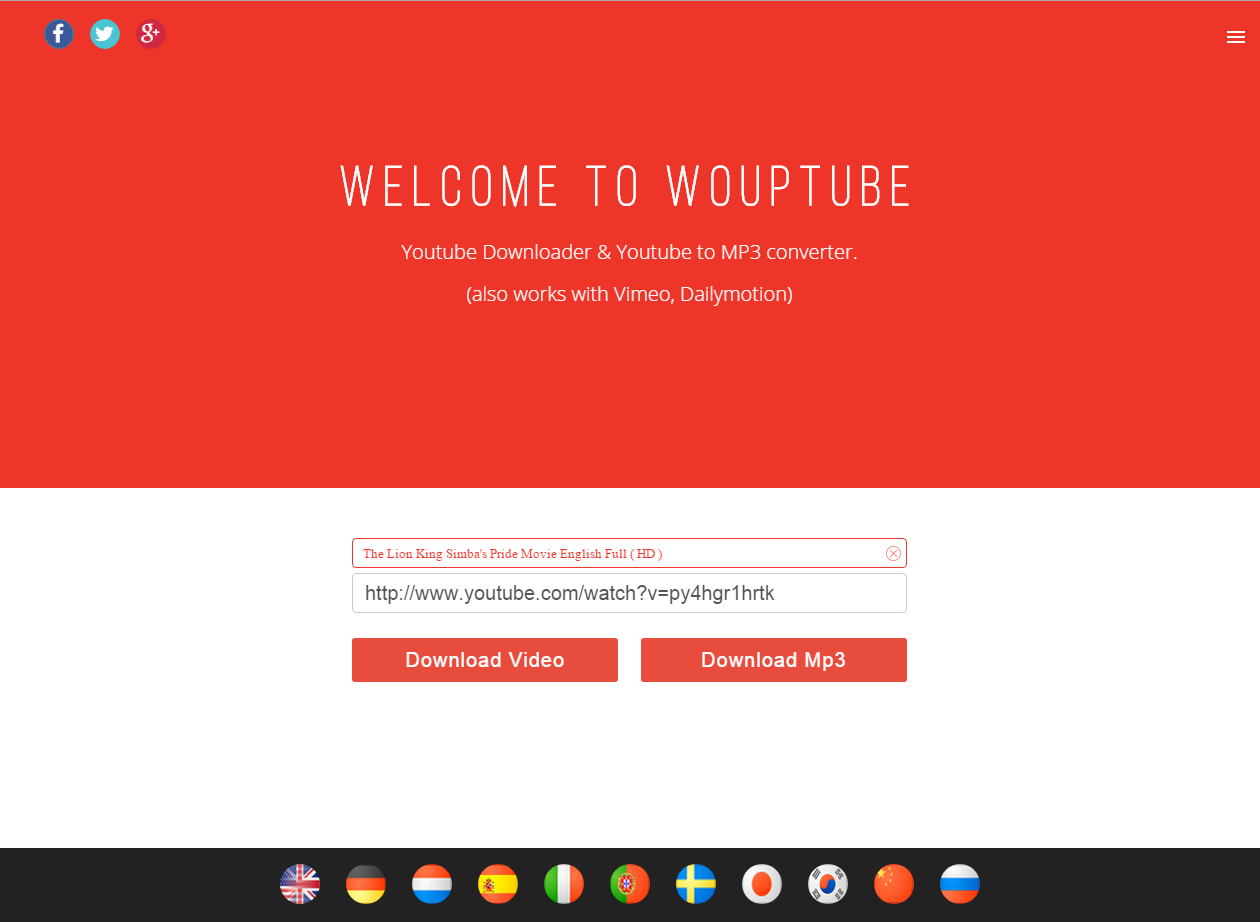 WELCOME TO WOUPTUBE
Youtube Downloader & Youtube to MP3 converter.
(also works with Vimeo, Dailymotion)
The Lion King Simba's Pride Movie English Full ( HD )
http://www.youtube.com/watch?v=py4hgr1hrtk
Download Video
Download Mp3